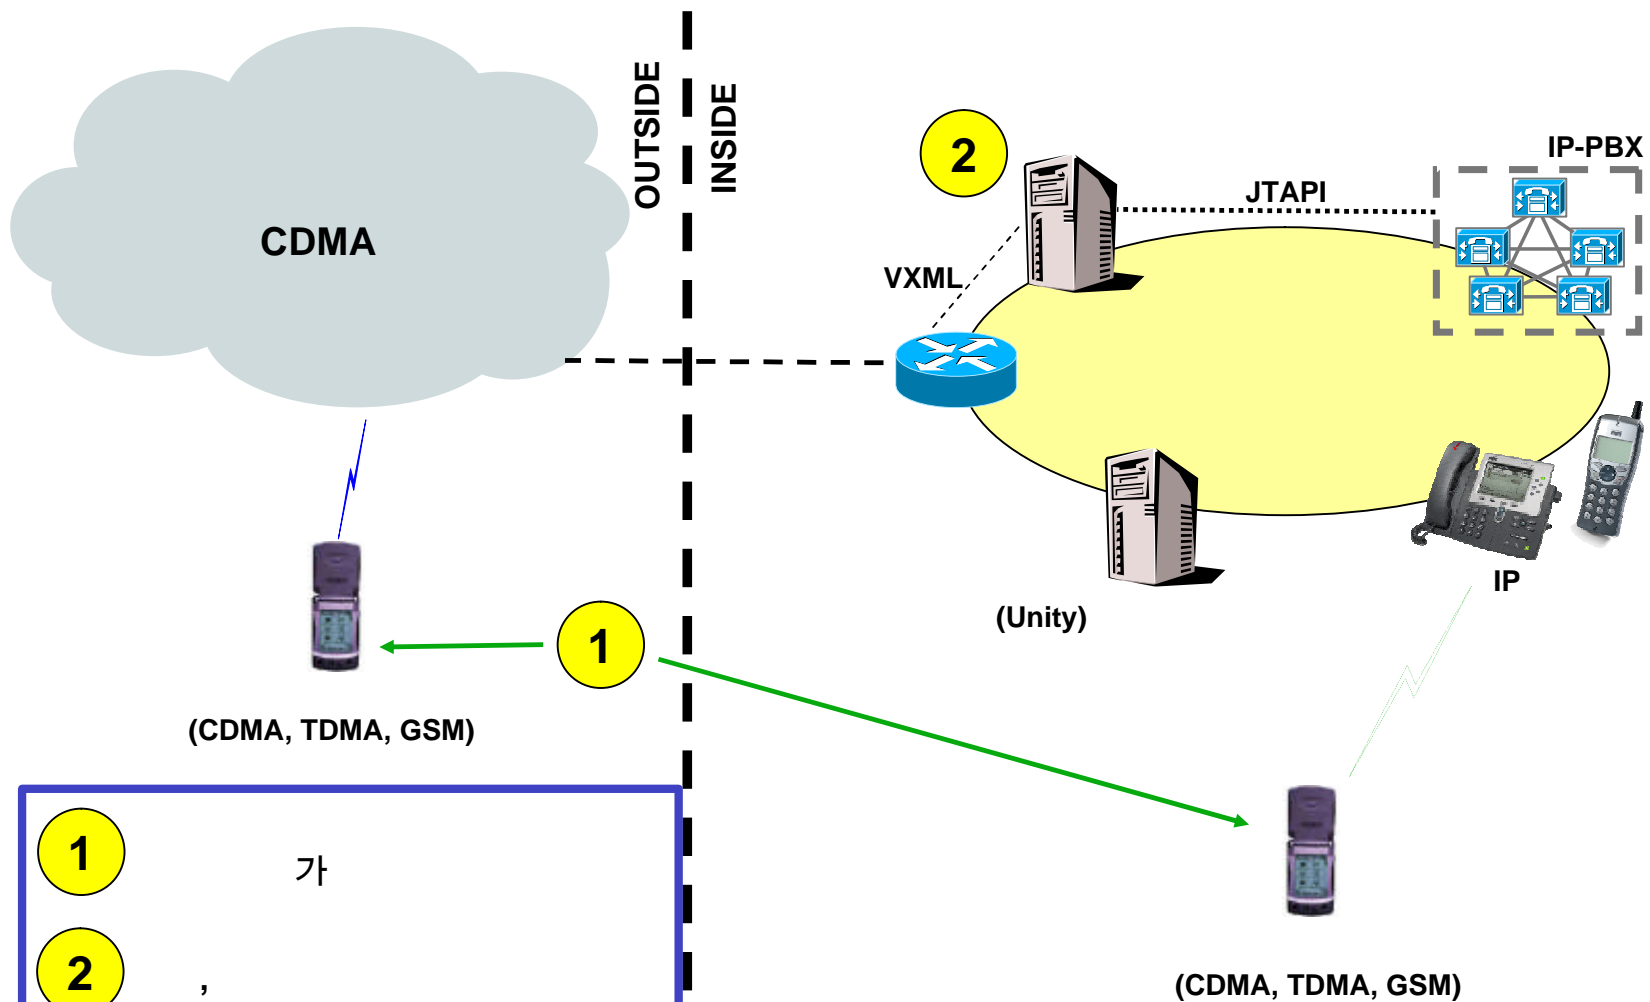 OUTSIDE
INSIDE
CDMA
2
IP-PBX
JTAPI
VXML
IP
(Unity)
1
(CDMA, TDMA, GSM)
1
가
2
,
(CDMA, TDMA, GSM)